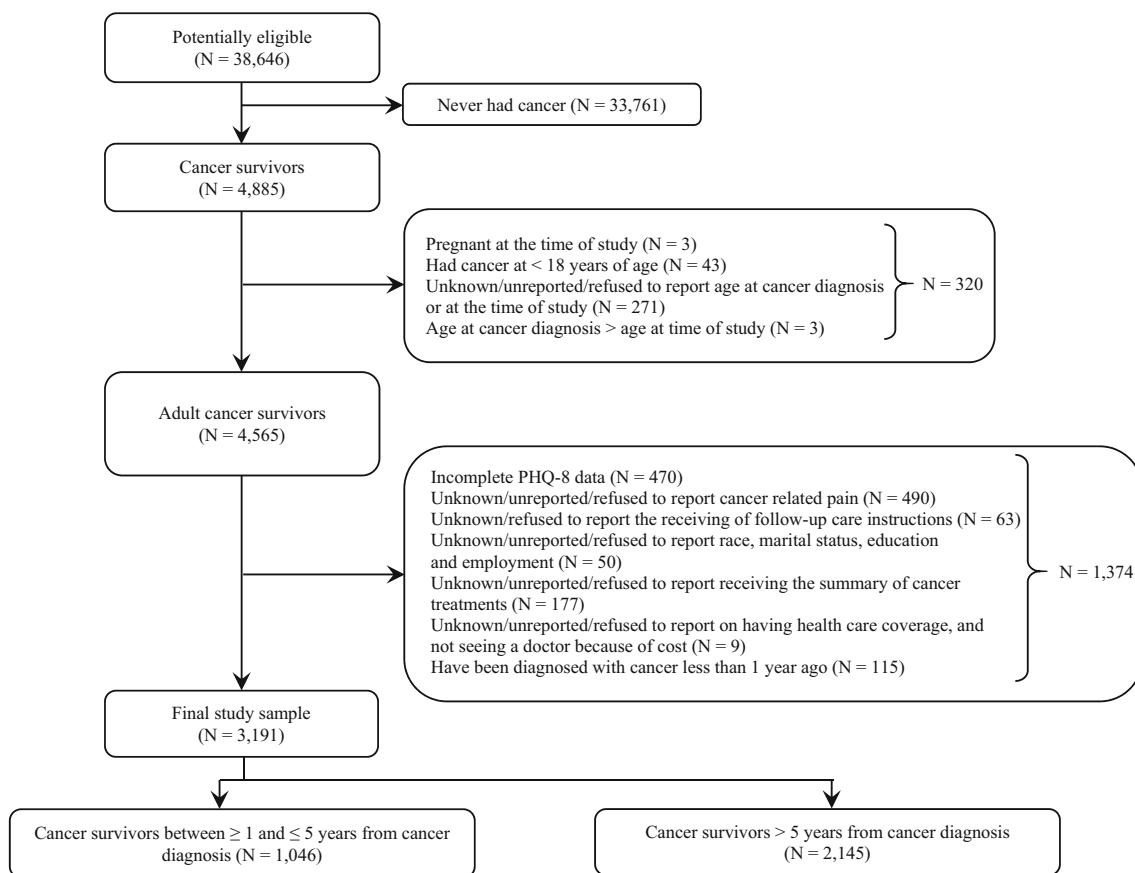 Potentially eligible
(N = 38,646)
Never had cancer (N = 33,761)
Cancer survivors
(N = 4,885)
Pregnant at the time of study (N = 3)
Had cancer at < 18 years of age (N = 43)
Unknown/unreported/refused to report age at cancer diagnosis
or at the time of study (N = 271)
Age at cancer diagnosis > age at time of study (N = 3)
N = 320
Adult cancer survivors
(N = 4,565)
Incomplete PHQ-8 data (N = 470)
Unknown/unreported/refused to report cancer related pain (N = 490)
Unknown/refused to report the receiving of follow-up care instructions (N = 63)
Unknown/unreported/refused to report race, marital status, education
and employment (N = 50)
Unknown/unreported/refused to report receiving the summary of cancer
treatments (N = 177)
Unknown/unreported/refused to report on having health care coverage, and
not seeing a doctor because of cost (N = 9)
Have been diagnosed with cancer less than 1 year ago (N = 115)
N = 1,374
Final study sample
(N = 3,191)
Cancer survivors between ≥ 1 and ≤ 5 years from cancer
diagnosis (N = 1,046)
Cancer survivors > 5 years from cancer diagnosis
(N = 2,145)